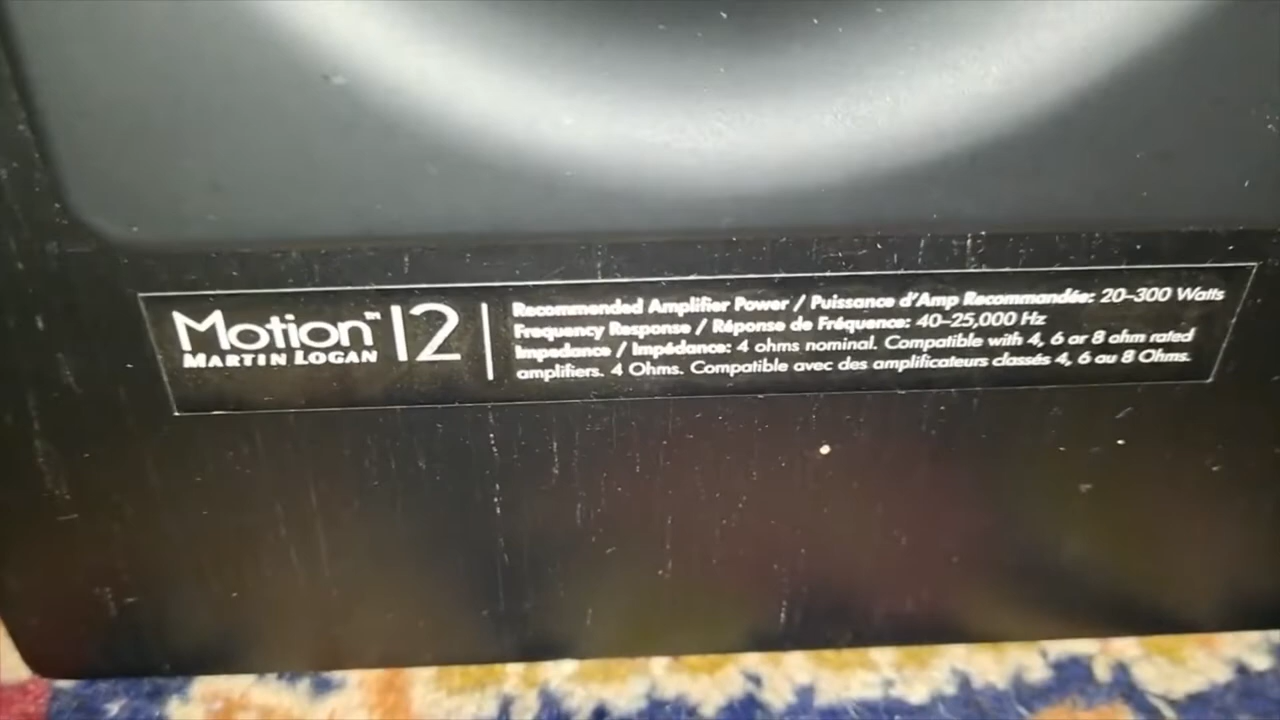 Motion™ 12
MARTIN LOGAN
Recommended Amplifier Power / Puissance d'Amp Recommandée: 20–300 Watts
Frequency Response / Réponse de Fréquence: 40–25,000 Hz
Impedance / Impédance: 4 ohms nominal. Compatible with 4, 6 or 8 ohm rated
amplifiers. 4 Ohms. Compatible avec des amplificateurs classés 4, 6 ou 8 Ohms.